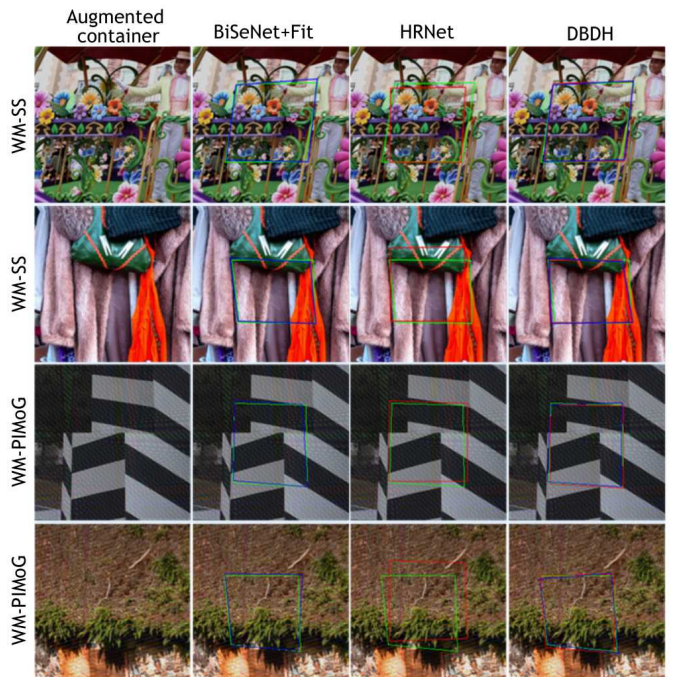 Augmented
container
BiSeNet+Fit
HRNet
DBDH
WM-SS
WM-SS
WM-PIMoG
WM-PIMoG